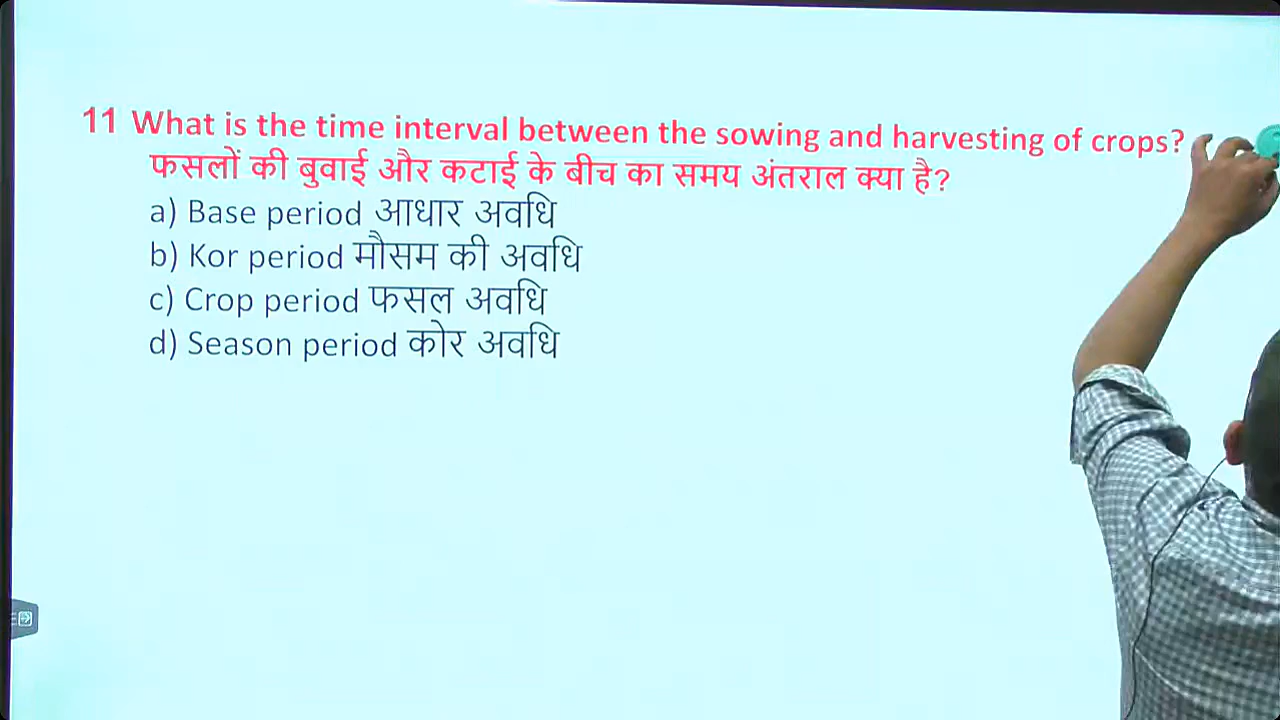 11 What is the time interval between the sowing and harvesting of crops?
फसलों की बुवाई और कटाई के बीच का समय अंतराल क्या है?
a) Base period आधार अवधि
b) Kor period मौसम की अवधि
c) Crop period फसल अवधि
d) Season period कोर अवधि